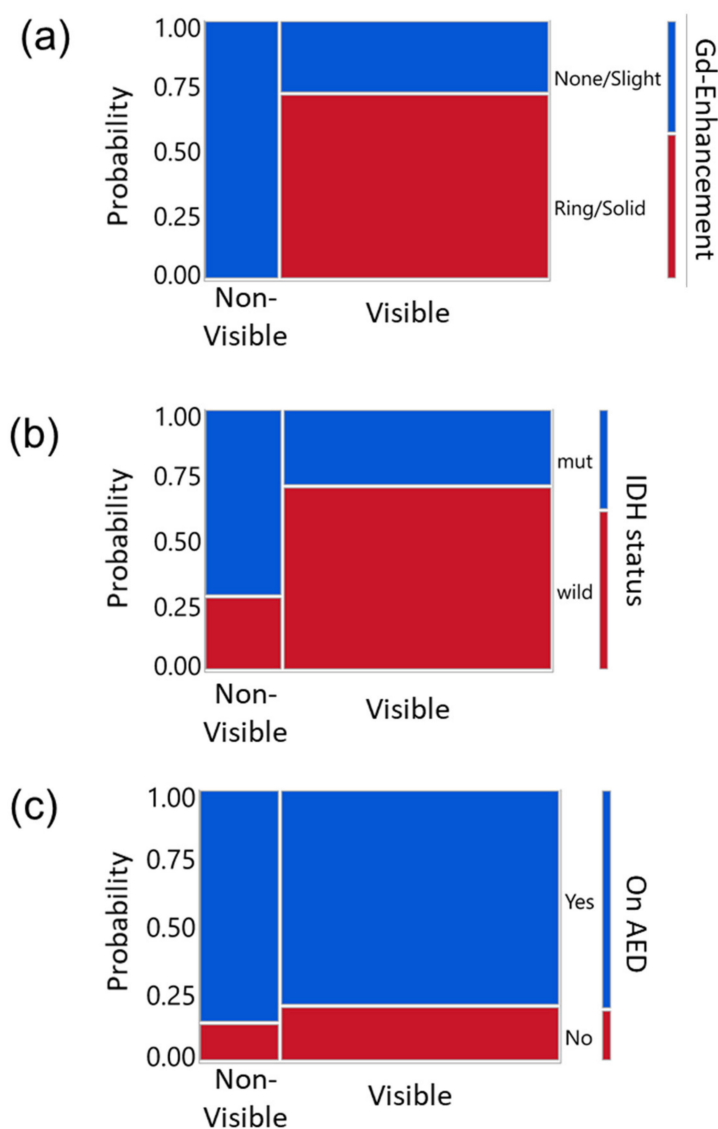 (a)
Probability
1.00
0.75
0.50
0.25
0.00
Non-
Visible
Visible
None/Slight
Ring/Solid
Gd-Enhancement
(b)
Probability
1.00
0.75
0.50
0.25
0.00
Non-
Visible
Visible
mut
wild
IDH status
(c)
Probability
1.00
0.75
0.50
0.25
0.00
Non-
Visible
Visible
Yes
No
On AED